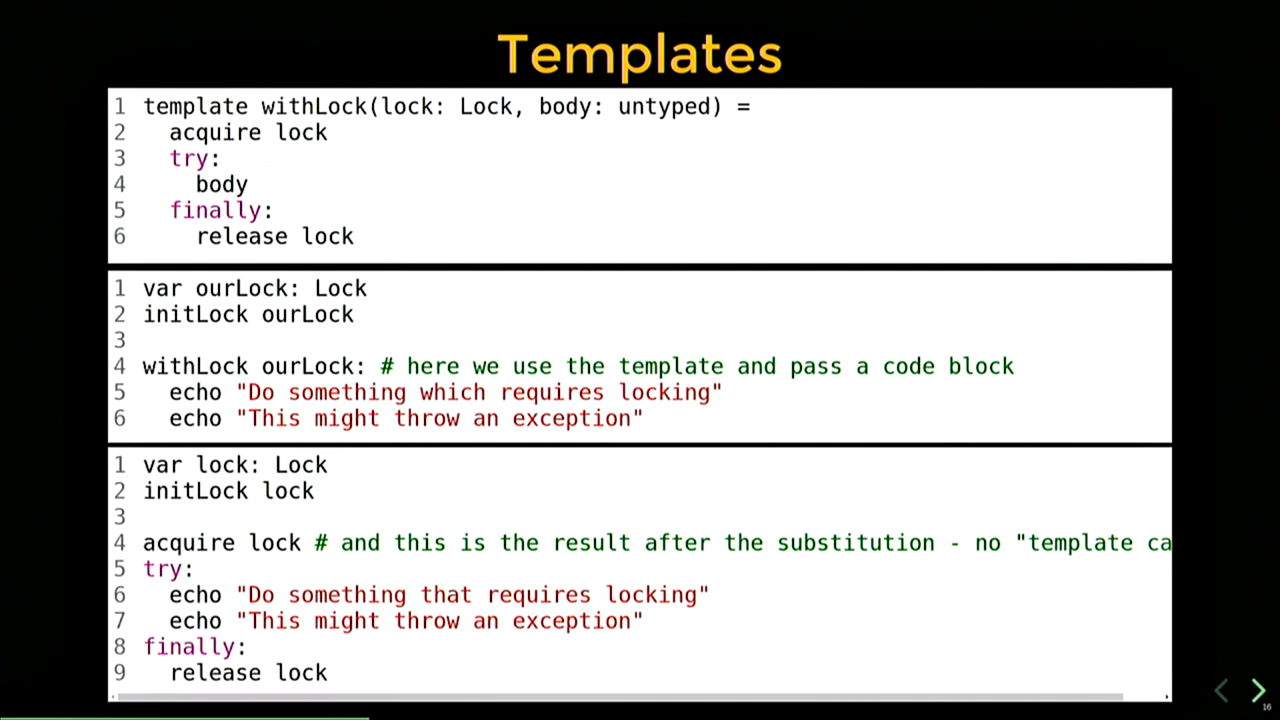 Templates
1 template withLock(lock: Lock, body: untyped) =
2   acquire lock
3   try:
4     body
5   finally:
6     release lock
1 var ourLock: Lock
2 initLock ourLock
3
4 withLock ourLock: # here we use the template and pass a code block
5   echo "Do something which requires locking"
6   echo "This might throw an exception"
1 var lock: Lock
2 initLock lock
3
4 acquire lock # and this is the result after the substitution - no "template ca
5 try:
6   echo "Do something that requires locking"
7   echo "This might throw an exception"
8 finally:
9   release lock
16